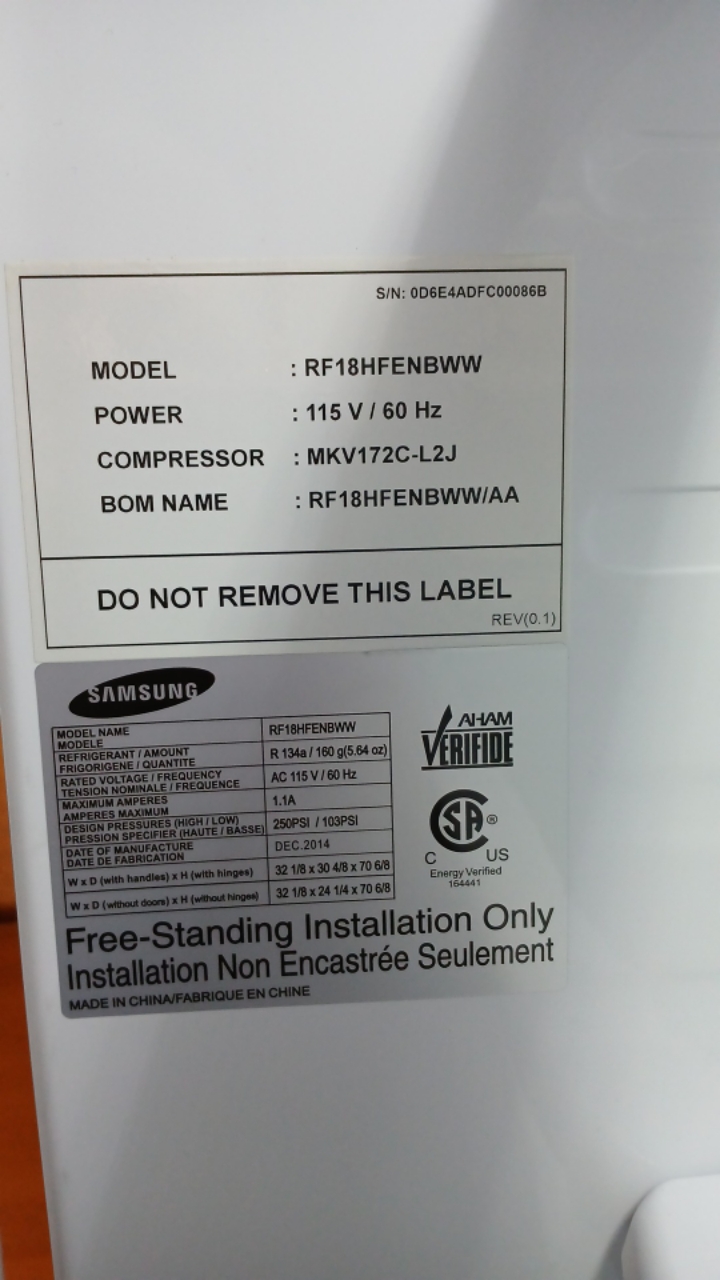 S/N: 0D6E4ADFC00086B
MODEL : RF18HFENBWW
POWER : 115 V / 60 Hz
COMPRESSOR : MKV172C-L2J
BOM NAME : RF18HFENBWW/AA
DO NOT REMOVE THIS LABEL
REV(0.1)
SAMSUNG
MODEL NAME
MODELE
RF18HFENBWW
REFRIGERANT / AMOUNT
FRIGORIGENE / QUANTITE
R 134a / 160 g(5.64 oz)
RATED VOLTAGE / FREQUENCY
TENSION NOMINALE / FREQUENCE
AC 115 V / 60 Hz
MAXIMUM AMPERES
AMPERES MAXIMUM
1.1A
DESIGN PRESSURES (HIGH / LOW)
PRESSION SPECIFIER (HAUTE / BASSE)
250PSI / 103PSI
DATE OF MANUFACTURE
DATE DE FABRICATION
DEC.2014
W x D (with handles) x H (with hinges)
32 1/8 x 30 4/8 x 70 6/8
W x D (without doors) x H (without hinges)
32 1/8 x 24 1/4 x 70 6/8
AHAM
VERIFIDE
SA ®
C US
Energy Verified
164441
Free-Standing Installation Only
Installation Non Encastrée Seulement
MADE IN CHINA/FABRIQUE EN CHINE